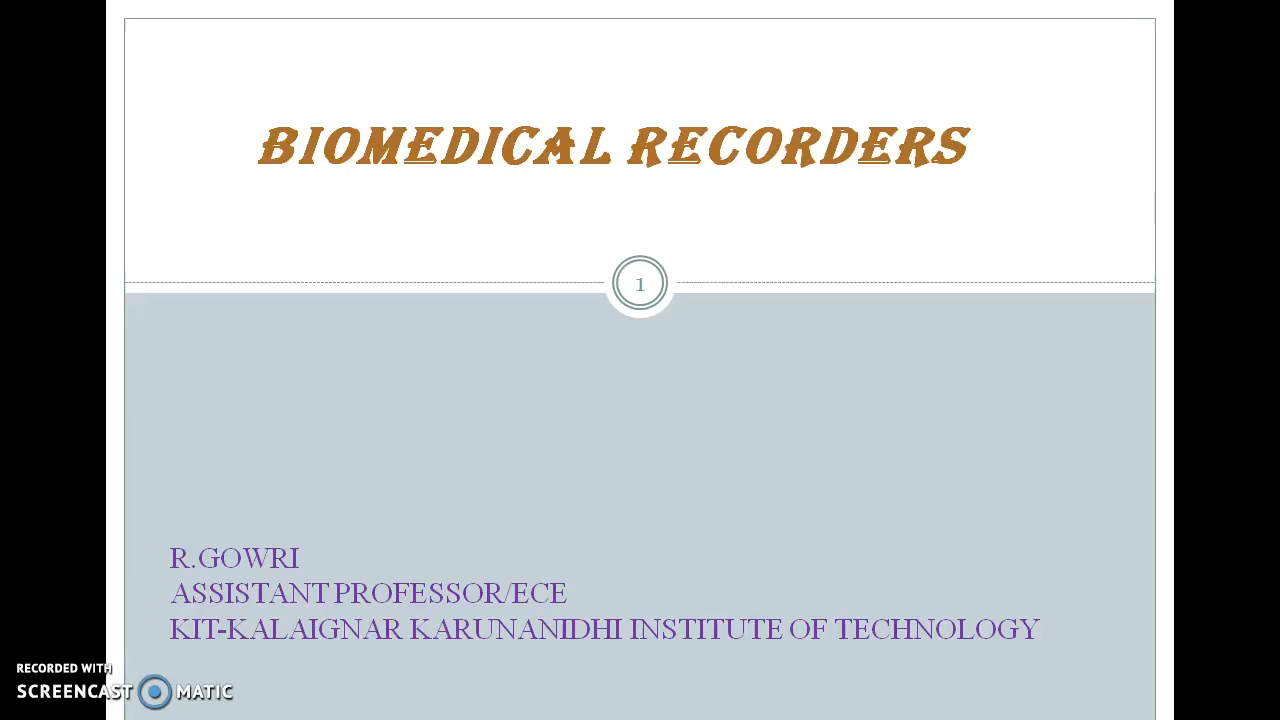 BIOMEDICAL RECORDERS
1
R.GOWRI
ASSISTANT PROFESSOR/ECE
KIT-KALAIGNAR KARUNANIDHI INSTITUTE OF TECHNOLOGY
RECORDED WITH
SCREENCAST MATIC